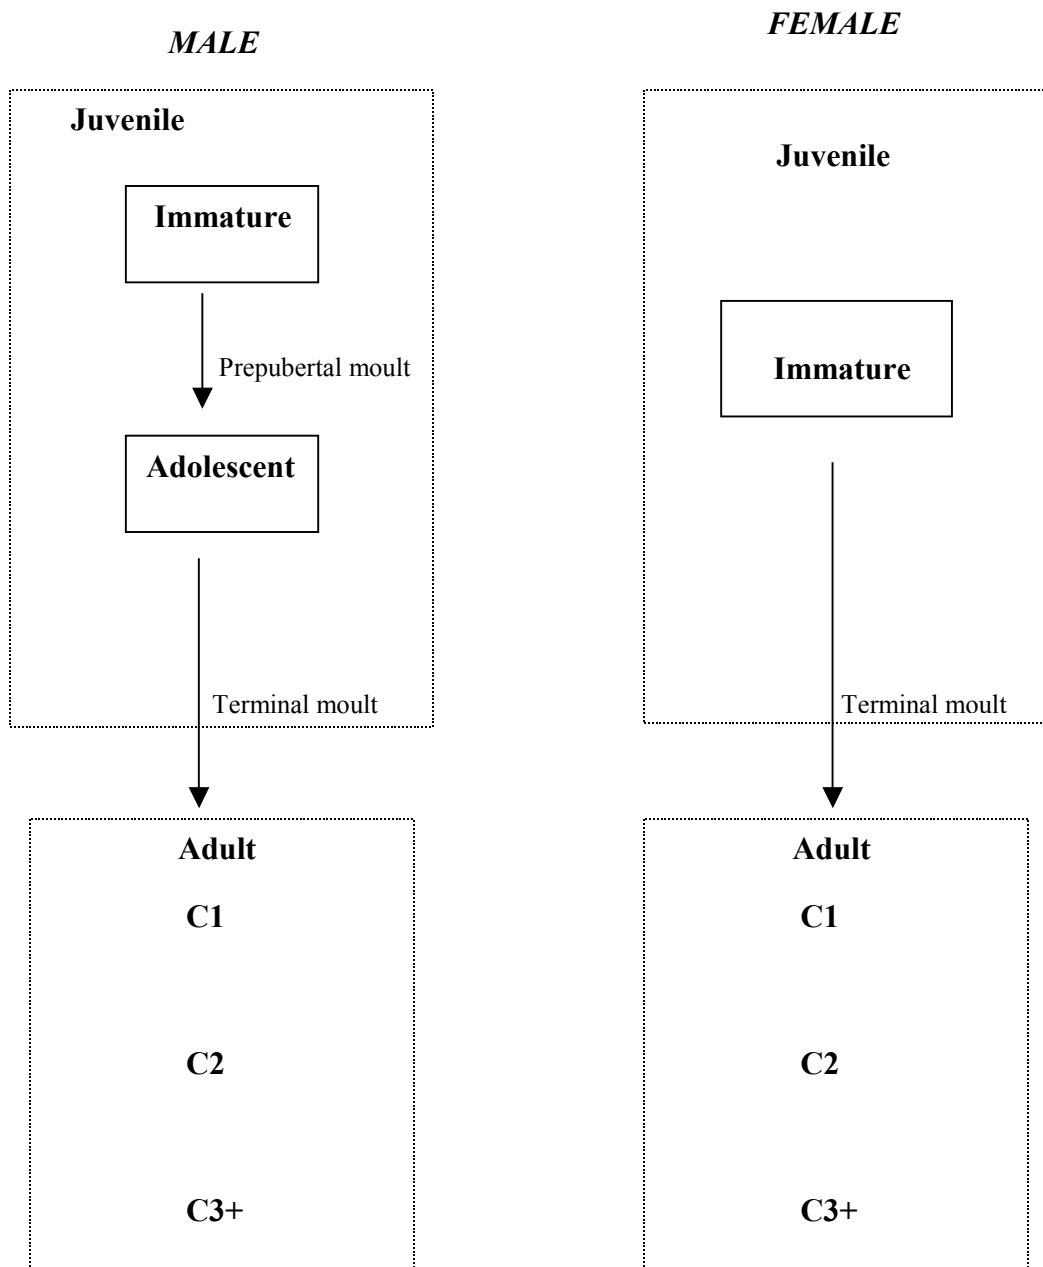 MALE
Juvenile
Immature
Prepubertal moult
Adolescent
Terminal moult
Adult
C1
C2
C3+
FEMALE
Juvenile
Immature
Terminal moult
Adult
C1
C2
C3+